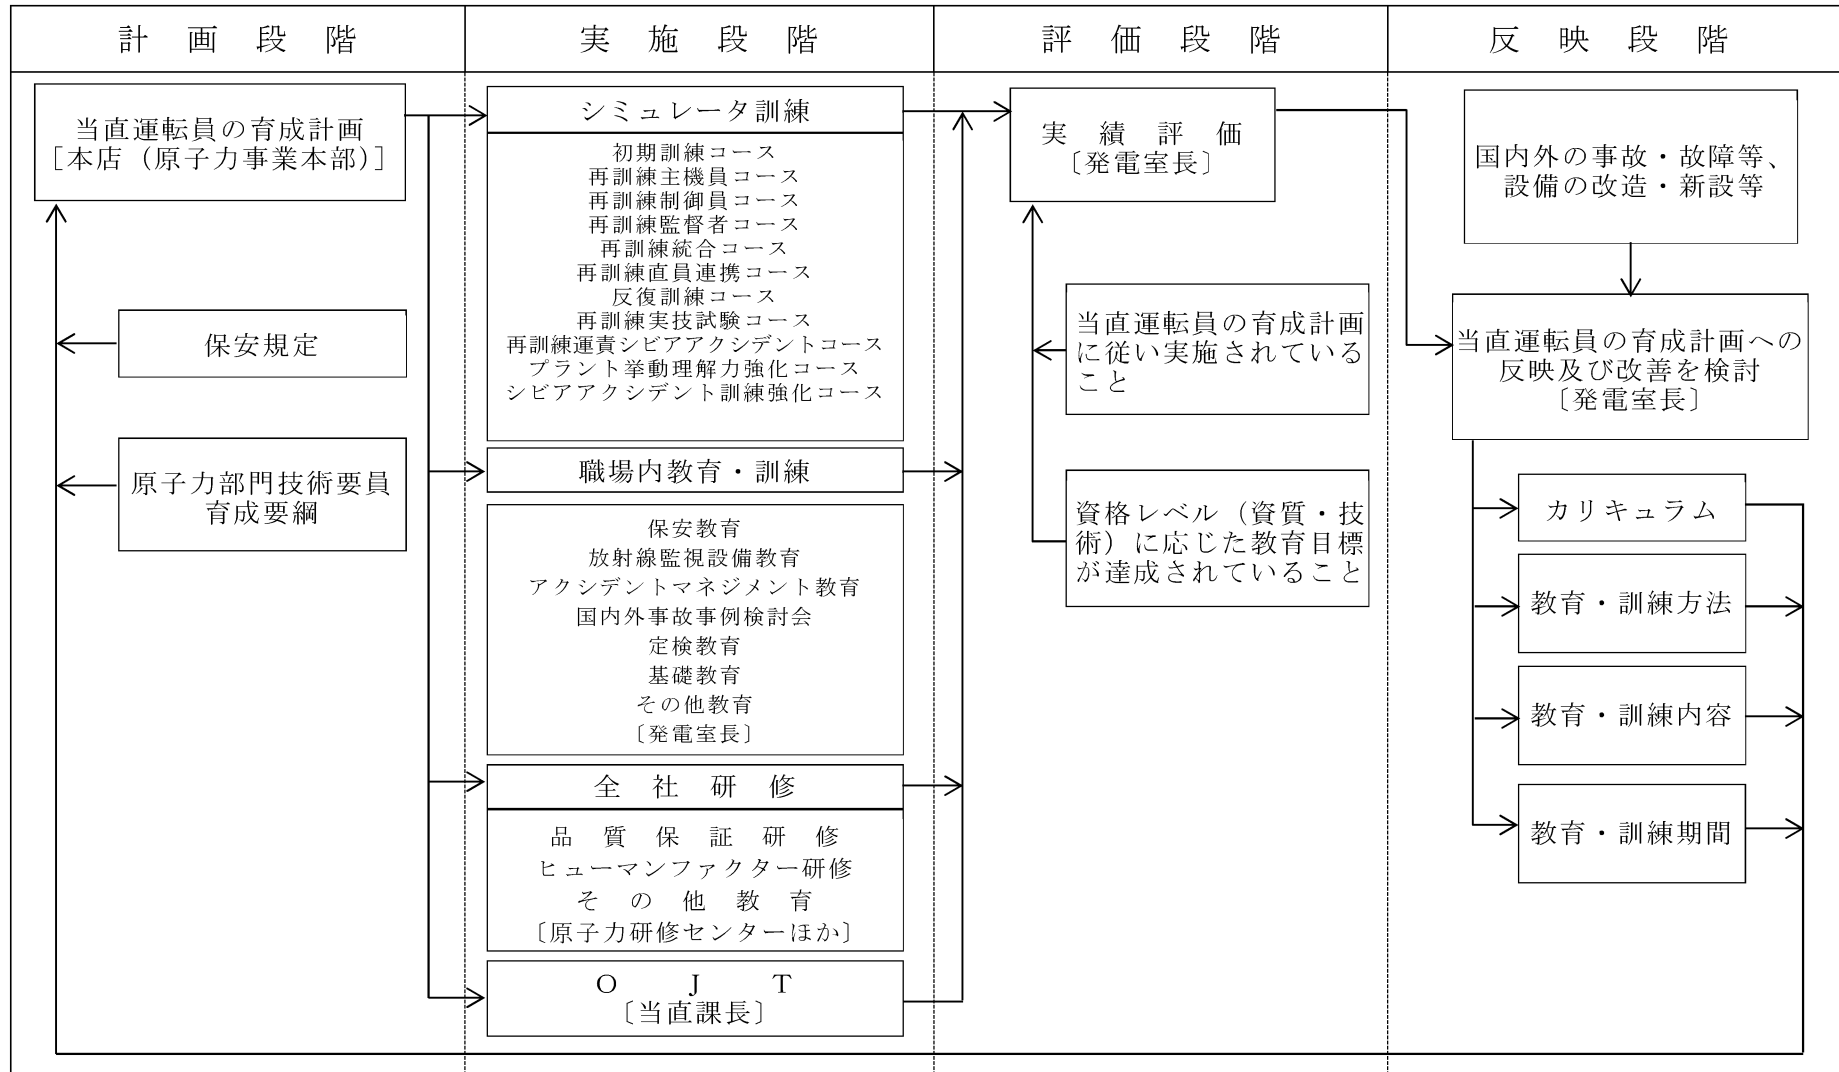 計画段階
実施段階
評価段階
反映段階
当直運転員の育成計画
［本店（原子力事業本部）］
保安規定
原子力部門技術要員
育成要綱
シミュレータ訓練
初期訓練コース
再訓練主機員コース
再訓練制御員コース
再訓練監督者コース
再訓練統合コース
再訓練直員連携コース
反復訓練コース
再訓練実技試験コース
再訓練運責シビアアクシデントコース
プラント挙動理解力強化コース
シビアアクシデント訓練強化コース
職場内教育・訓練
保安教育
放射線監視設備教育
アクシデントマネジメント教育
国内外事故事例検討会
定検教育
基礎教育
その他教育
〔発電室長〕
全社研修
品質保証研修
ヒューマンファクター研修
その他教育
〔原子力研修センターほか〕
ＯＪＴ
〔当直課長〕
実績評価
〔発電室長〕
当直運転員の育成計画
に従い実施されている
こと
資格レベル（資質・技
術）に応じた教育目標
が達成されていること
国内外の事故・故障等、
設備の改造・新設等
当直運転員の育成計画への
反映及び改善を検討
〔発電室長〕
カリキュラム
教育・訓練方法
教育・訓練内容
教育・訓練期間